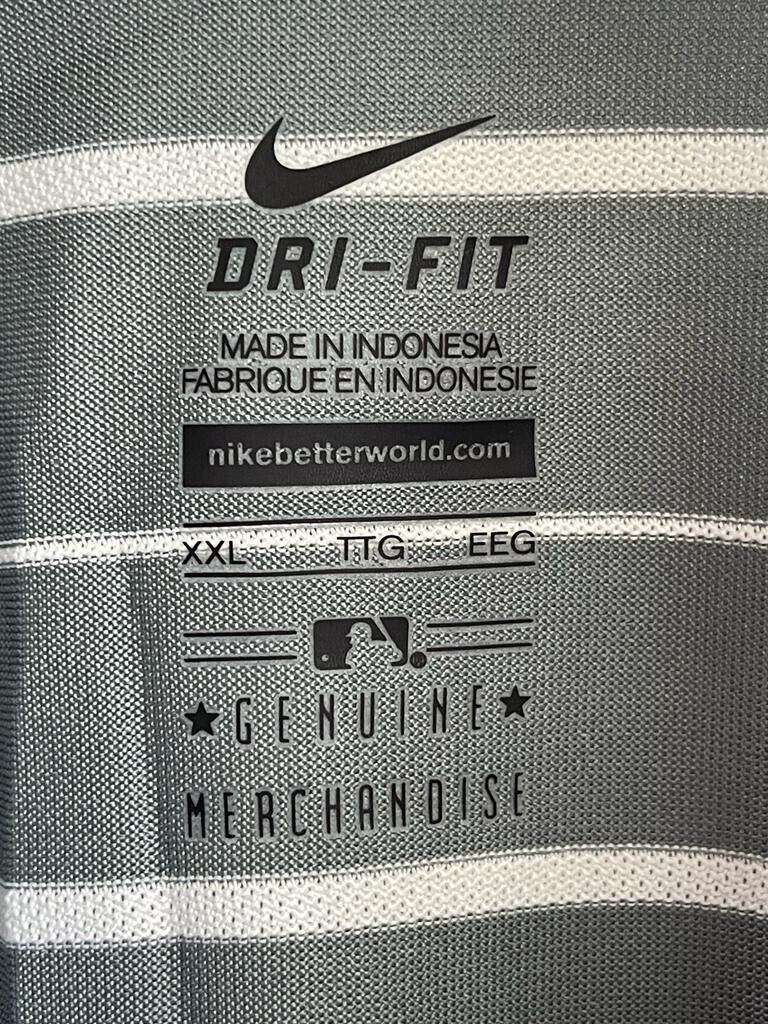 DRI-FIT
MADE IN INDONESIA
FABRIQUE EN INDONESIE
nikebetterworld.com
XXL TTG EEG
GENUINE
MERCHANDISE